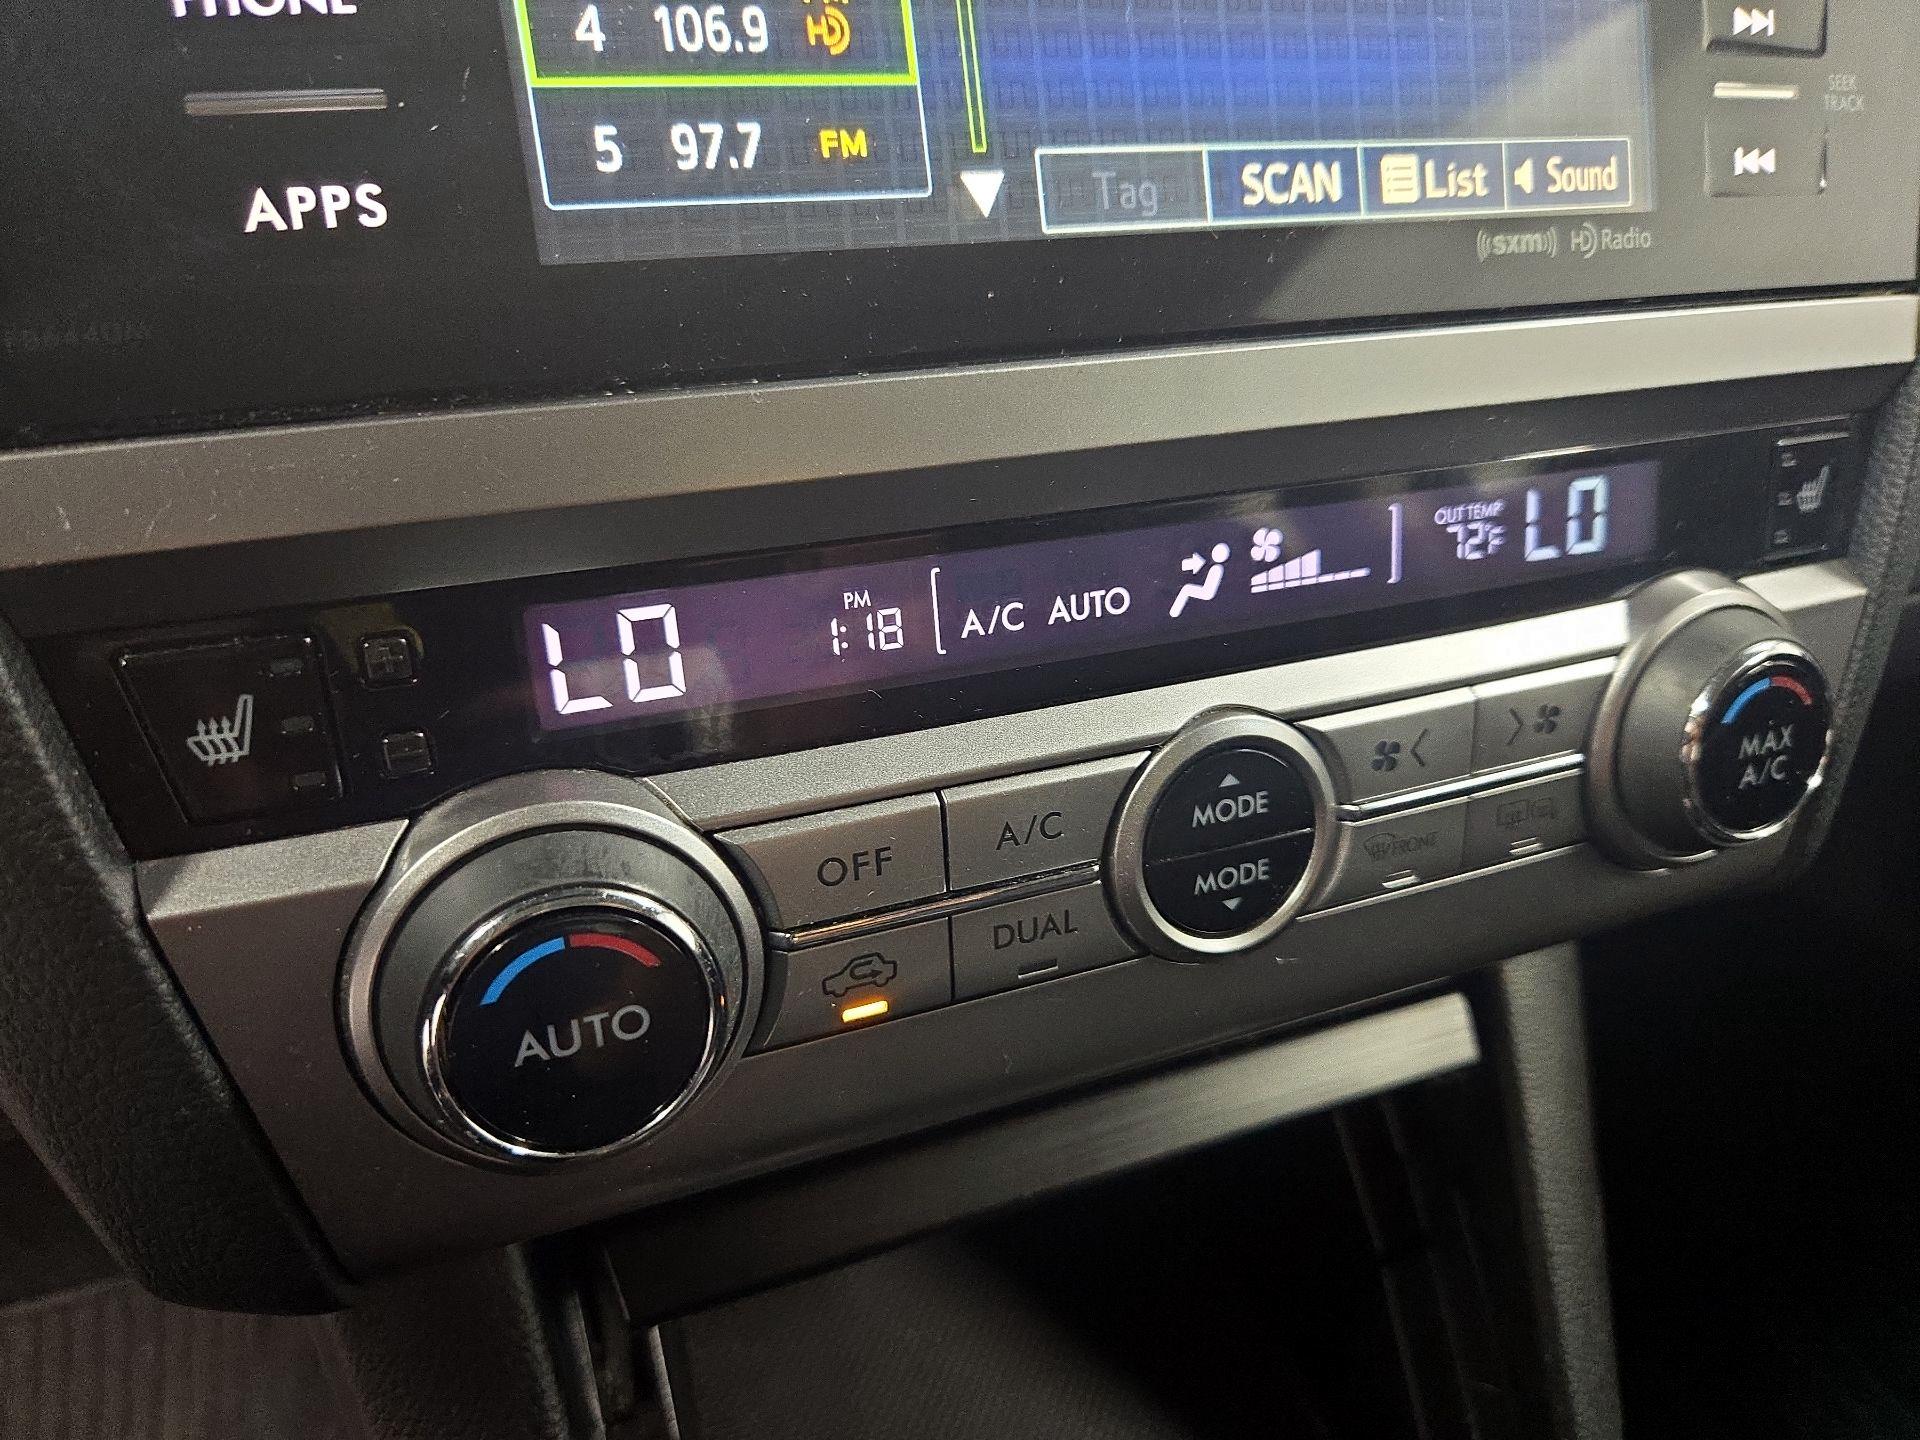 PHONE
4 106.9 HD
5 97.7 FM
APPS
Tag SCAN List Sound
SEEK
TRACK
((sxm)) HD Radio
LO
PM
1:18
A/C AUTO
OUT TEMP
72°F
LO
OFF
A/C
MODE
MODE
DUAL
FRONT
AUTO
MAX
A/C